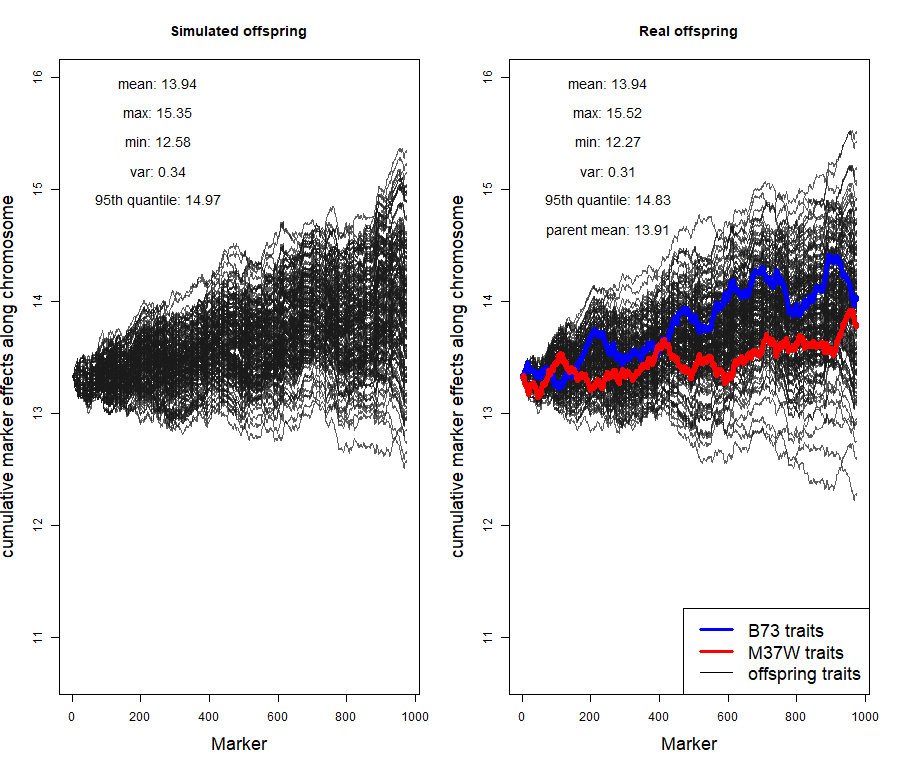 Simulated offspring
mean: 13.94
max: 15.35
min: 12.58
var: 0.34
95th quantile: 14.97
cumulative marker effects along chromosome
16
15
14
13
12
11
0 200 400 600 800 1000
Marker
Real offspring
mean: 13.94
max: 15.52
min: 12.27
var: 0.31
95th quantile: 14.83
parent mean: 13.91
cumulative marker effects along chromosome
16
15
14
13
12
11
B73 traits
M37W traits
offspring traits
0 200 400 600 800 1000
Marker